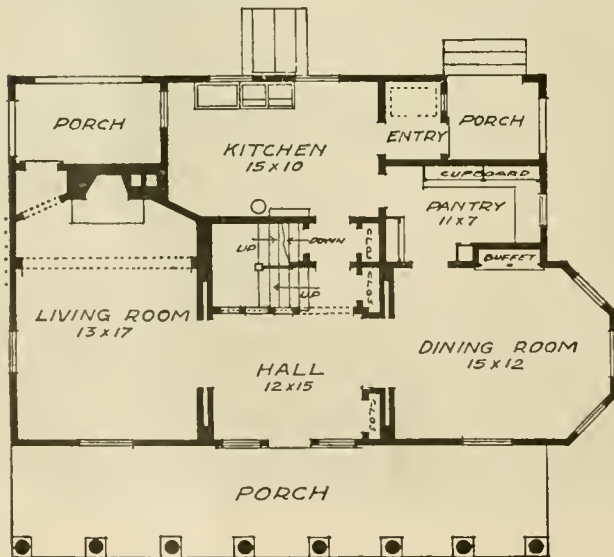 PORCH
KITCHEN
15 x 10
ENTRY
PORCH
CUPBOARD
PANTRY
11 x 7
UP
DOWN
CLOS
BUFFET
UP
CLOS
LIVING ROOM
13 x 17
HALL
12 x 15
DINING ROOM
15 x 12
CLOS
PORCH